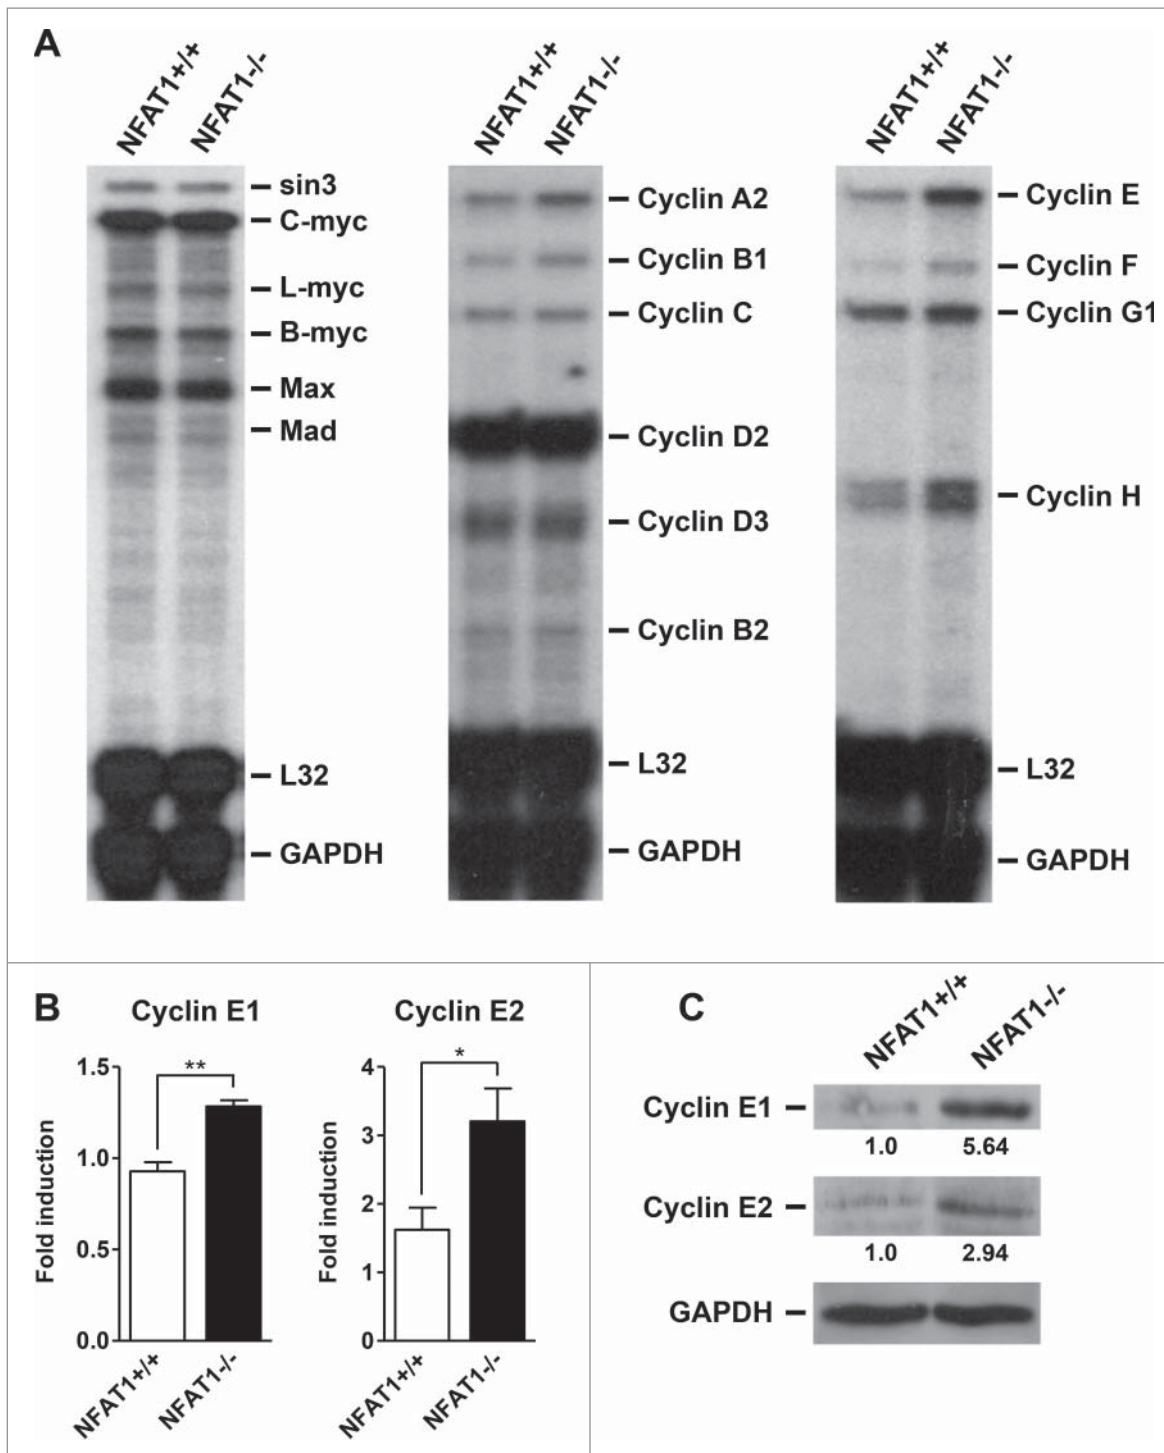 A
NFAT1+/+
NFAT1-/-
sin3
C-myc
L-myc
B-myc
Max
Mad
L32
GAPDH
NFAT1+/+
NFAT1-/-
Cyclin A2
Cyclin B1
Cyclin C
Cyclin D2
Cyclin D3
Cyclin B2
L32
GAPDH
NFAT1+/+
NFAT1-/-
Cyclin E
Cyclin F
Cyclin G1
Cyclin H
L32
GAPDH
B
Cyclin E1
**
1.5
1.0
0.5
0.0
Fold induction
NFAT1+/+
NFAT1-/-
Cyclin E2
*
4
3
2
1
0
Fold induction
NFAT1+/+
NFAT1-/-
C
NFAT1+/+
NFAT1-/-
Cyclin E1
1.0 5.64
Cyclin E2
1.0 2.94
GAPDH